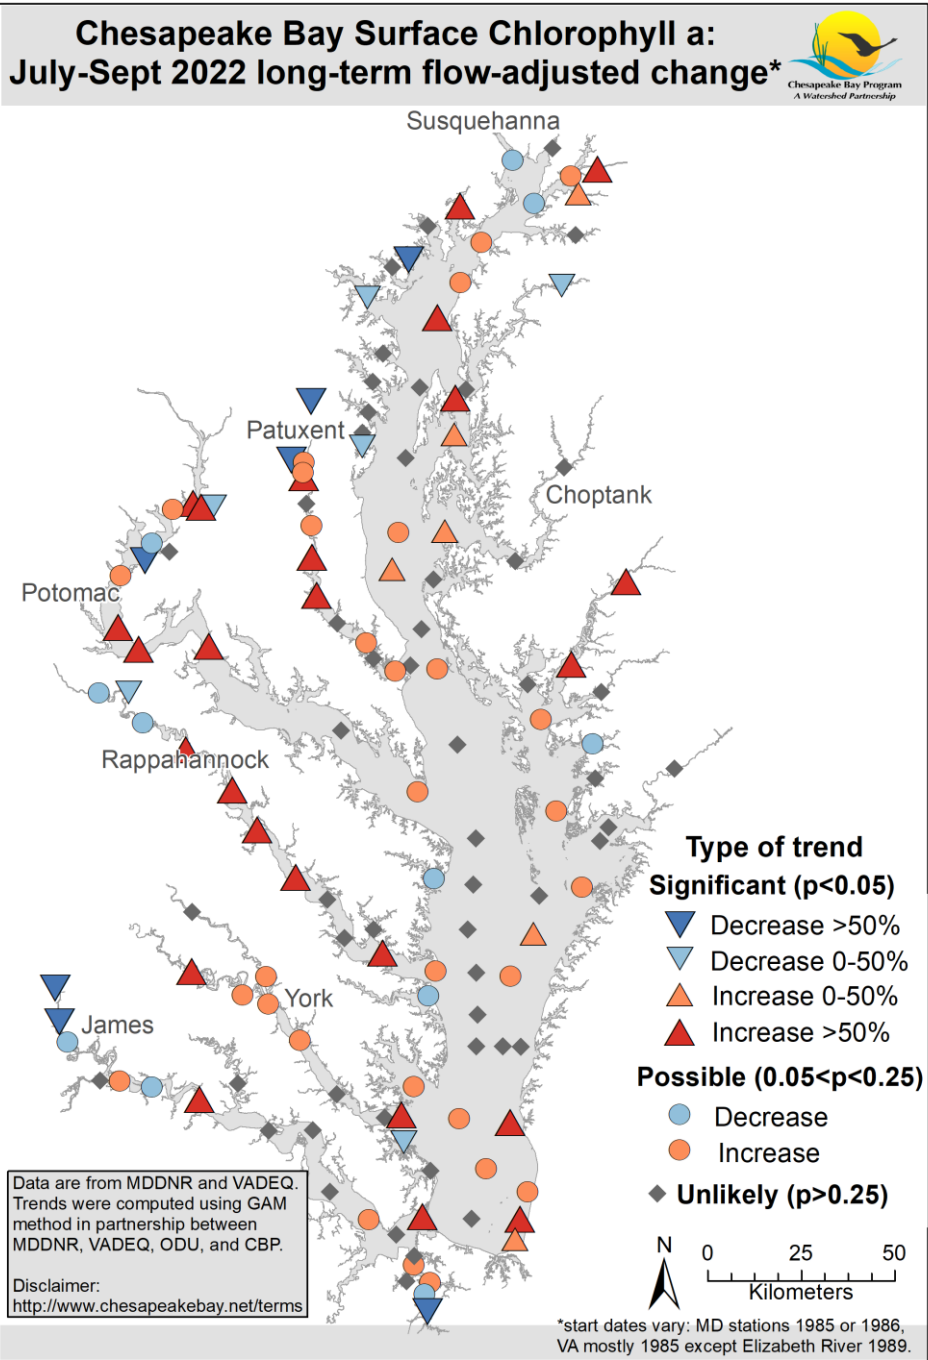 Chesapeake Bay Surface Chlorophyll a:
July-Sept 2022 long-term flow-adjusted change*
Chesapeake Bay Program
A Watershed Partnership
Susquehanna
Patuxent
Choptank
Potomac
Rappahannock
York
James
Type of trend
Significant (p<0.05)
Decrease >50%
Decrease 0-50%
Increase 0-50%
Increase >50%
Possible (0.05<p<0.25)
Decrease
Increase
Unlikely (p>0.25)
Data are from MDDNR and VADEQ.
Trends were computed using GAM
method in partnership between
MDDNR, VADEQ, ODU, and CBP.
Disclaimer:
http://www.chesapeakebay.net/terms
N
0 25 50
Kilometers
*start dates vary: MD stations 1985 or 1986,
VA mostly 1985 except Elizabeth River 1989.